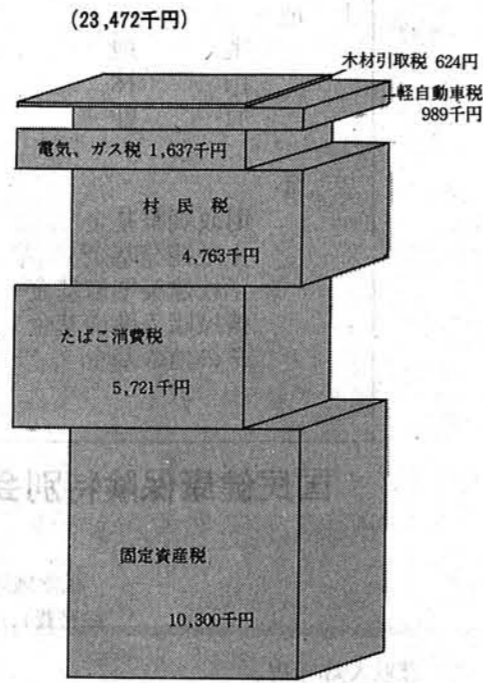 (23,472千円)
木材引取税 624円
軽自動車税
989千円
電気、ガス税 1,637千円
村民税
4,763千円
たばこ消費税
5,721千円
固定資産税
10,300千円